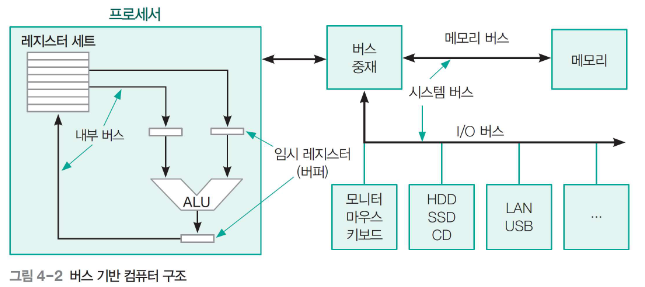 프로세서
레지스터 세트
내부 버스
임시 레지스터
(버퍼)
ALU
버스
중재
메모리 버스
메모리
시스템 버스
I/O 버스
모니터
마우스
키보드
HDD
SSD
CD
LAN
USB
...
그림 4-2 버스 기반 컴퓨터 구조